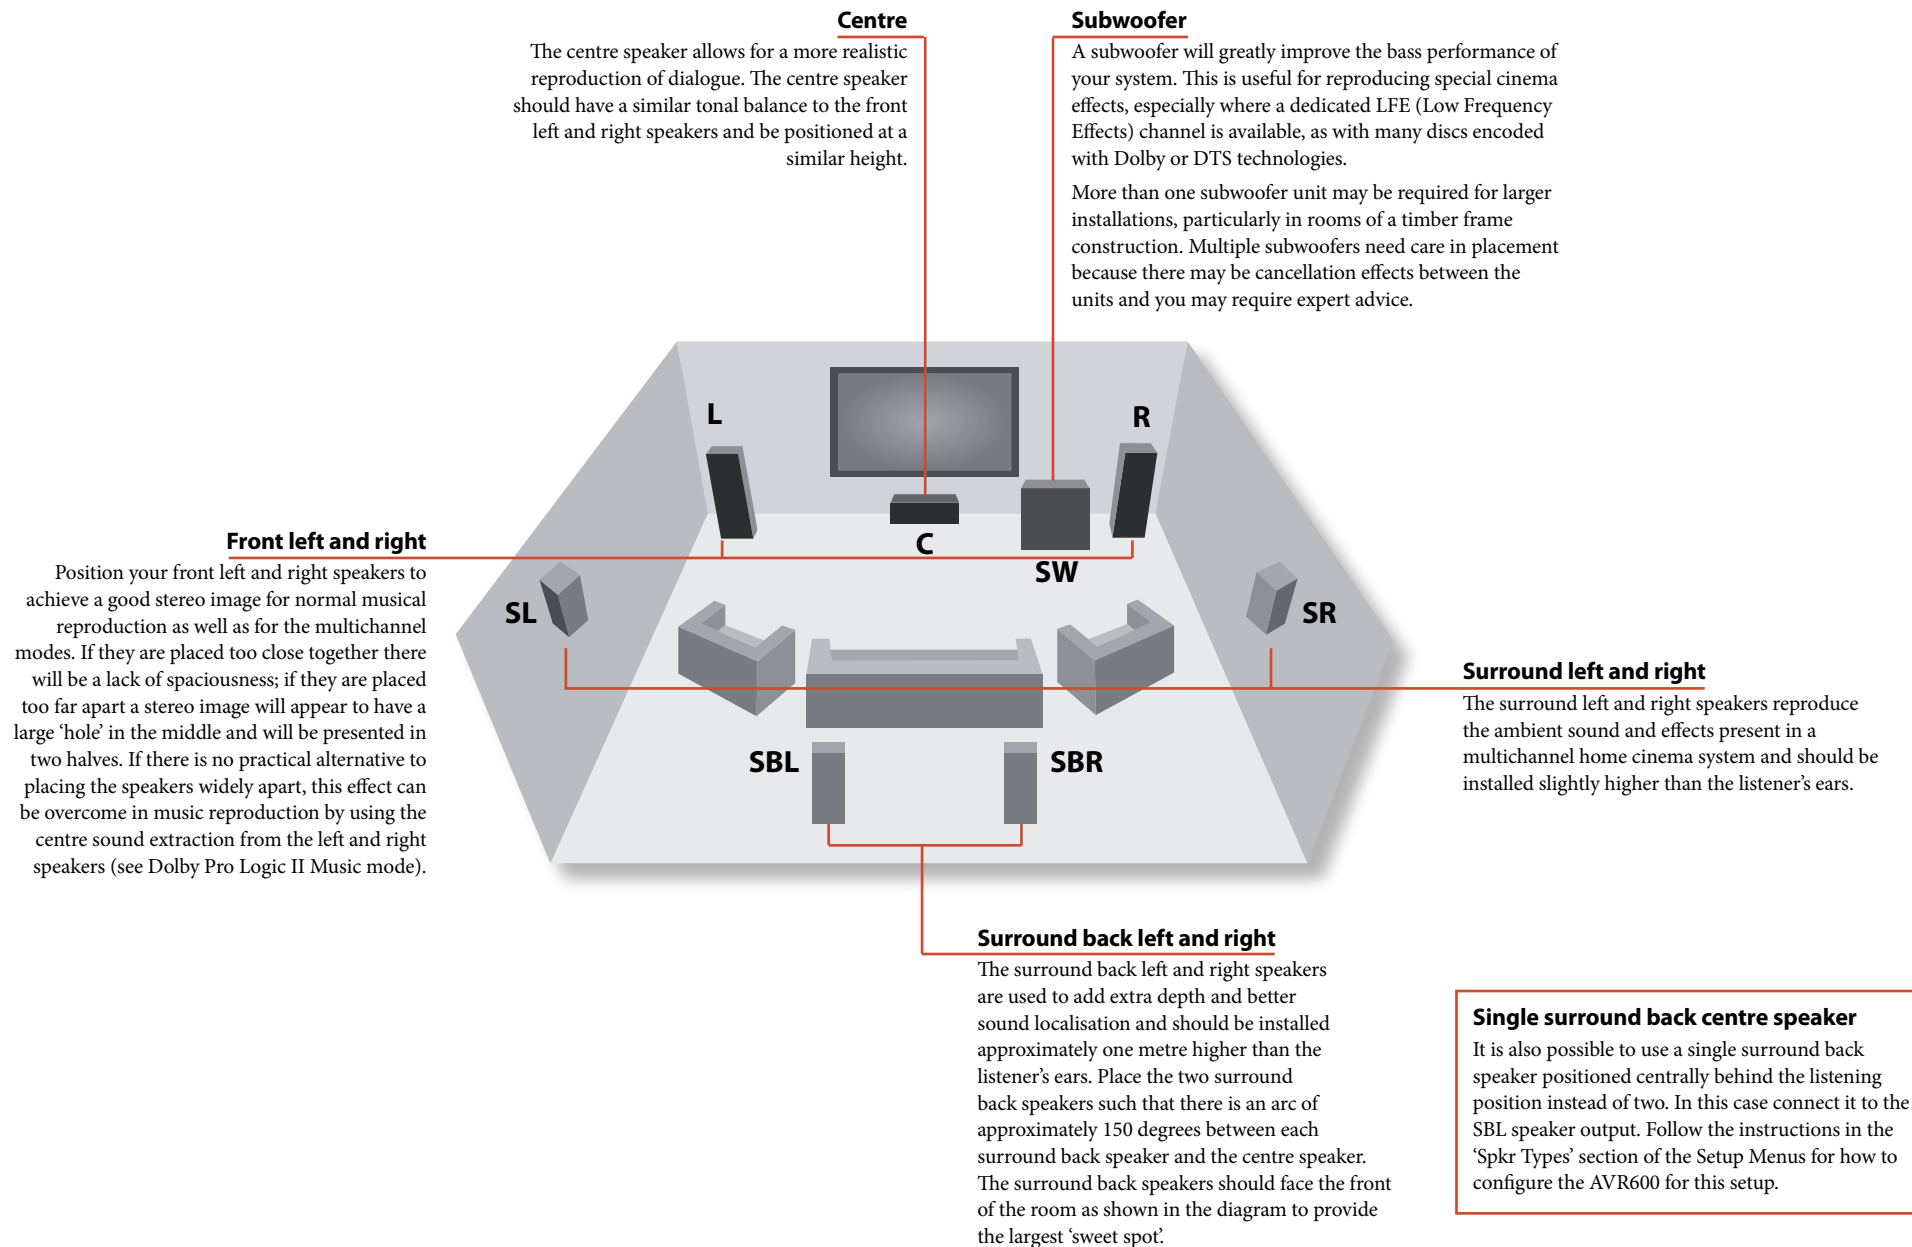 Centre
The centre speaker allows for a more realistic
reproduction of dialogue. The centre speaker
should have a similar tonal balance to the front
left and right speakers and be positioned at a
similar height.
Subwoofer
A subwoofer will greatly improve the bass performance of
your system. This is useful for reproducing special cinema
effects, especially where a dedicated LFE (Low Frequency
Effects) channel is available, as with many discs encoded
with Dolby or DTS technologies.
More than one subwoofer unit may be required for larger
installations, particularly in rooms of a timber frame
construction. Multiple subwoofers need care in placement
because there may be cancellation effects between the
units and you may require expert advice.
L
R
C
SW
SL
SR
SBL
SBR
Front left and right
Position your front left and right speakers to
achieve a good stereo image for normal musical
reproduction as well as for the multichannel
modes. If they are placed too close together there
will be a lack of spaciousness; if they are placed
too far apart a stereo image will appear to have a
large ‘hole’ in the middle and will be presented in
two halves. If there is no practical alternative to
placing the speakers widely apart, this effect can
be overcome in music reproduction by using the
centre sound extraction from the left and right
speakers (see Dolby Pro Logic II Music mode).
Surround left and right
The surround left and right speakers reproduce
the ambient sound and effects present in a
multichannel home cinema system and should be
installed slightly higher than the listener’s ears.
Surround back left and right
The surround back left and right speakers
are used to add extra depth and better
sound localisation and should be installed
approximately one metre higher than the
listener’s ears. Place the two surround
back speakers such that there is an arc of
approximately 150 degrees between each
surround back speaker and the centre speaker.
The surround back speakers should face the front
of the room as shown in the diagram to provide
the largest ‘sweet spot’.
Single surround back centre speaker
It is also possible to use a single surround back
speaker positioned centrally behind the listening
position instead of two. In this case connect it to the
SBL speaker output. Follow the instructions in the
‘Spkr Types’ section of the Setup Menus for how to
configure the AVR600 for this setup.